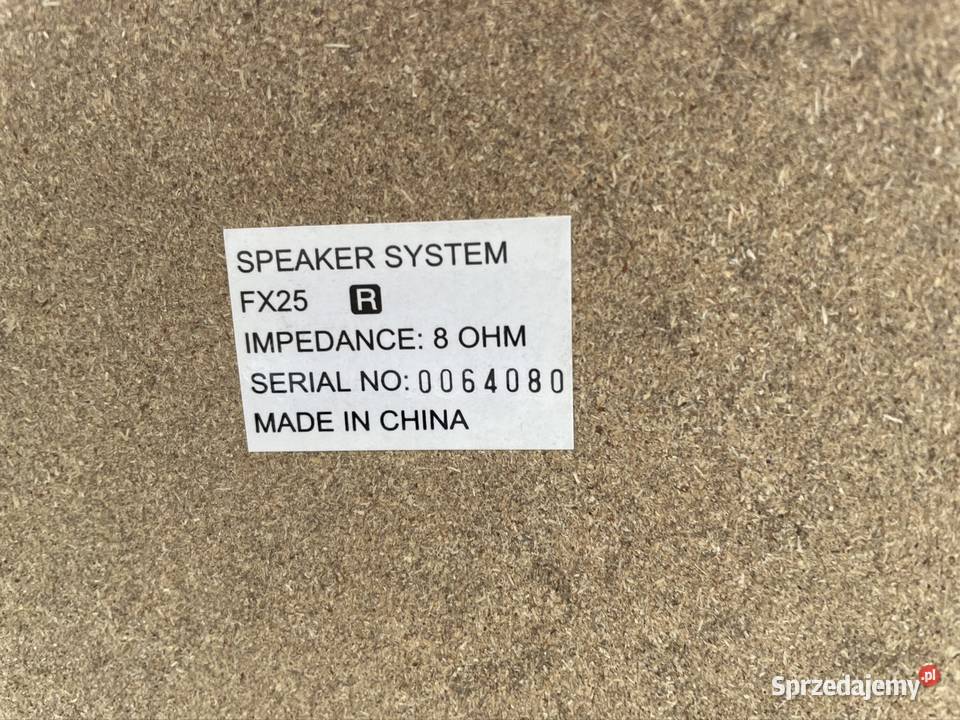 SPEAKER SYSTEM
FX25 R
IMPEDANCE: 8 OHM
SERIAL NO: 0064080
MADE IN CHINA
Sprzedajemy.pl